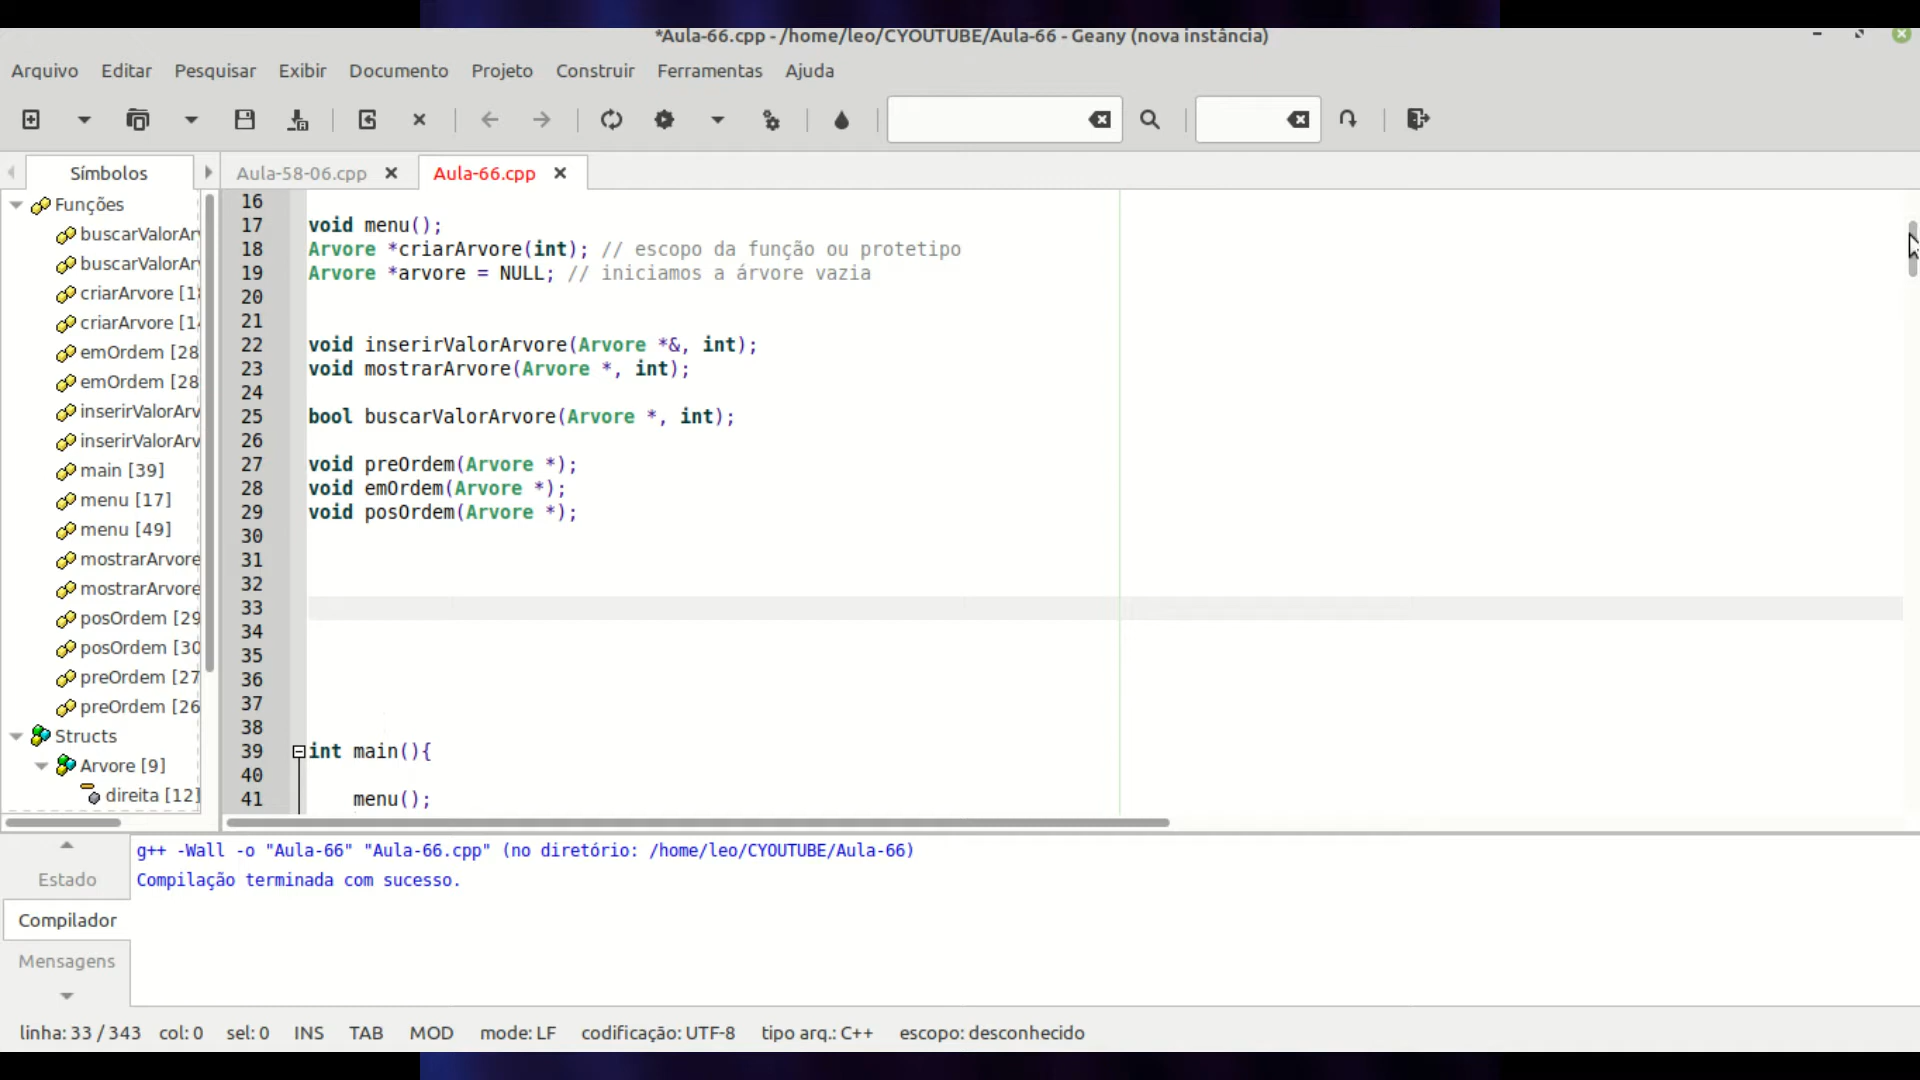 *Aula-66.cpp - /home/leo/CYOUTUBE/Aula-66 - Geany (nova instância)
Arquivo Editar Pesquisar Exibir Documento Projeto Construir Ferramentas Ajuda
Símbolos
Aula-58-06.cpp
Aula-66.cpp
Funções
buscarValorAr
buscarValorAr
criarArvore [1
criarArvore [1
emOrdem [28
emOrdem [28
inserirValorArv
inserirValorArv
main [39]
menu [17]
menu [49]
mostrarArvore
mostrarArvore
posOrdem [29
posOrdem [30
preOrdem [27
preOrdem [26
Structs
Arvore [9]
direita [12]
16
17 void menu();
18 Arvore *criarArvore(int); // escopo da função ou protetipo
19 Arvore *arvore = NULL; // iniciamos a árvore vazia
20
21
22 void inserirValorArvore(Arvore *&, int);
23 void mostrarArvore(Arvore *, int);
24
25 bool buscarValorArvore(Arvore *, int);
26
27 void preOrdem(Arvore *);
28 void emOrdem(Arvore *);
29 void posOrdem(Arvore *);
30
31
32
33
34
35
36
37
38
39 int main(){
40
41 menu();
Estado
Compilador
Mensagens
g++ -Wall -o "Aula-66" "Aula-66.cpp" (no diretório: /home/leo/CYOUTUBE/Aula-66)
Compilação terminada com sucesso.
linha: 33 / 343 col: 0 sel: 0 INS TAB MOD mode: LF codificação: UTF-8 tipo arq.: C++ escopo: desconhecido